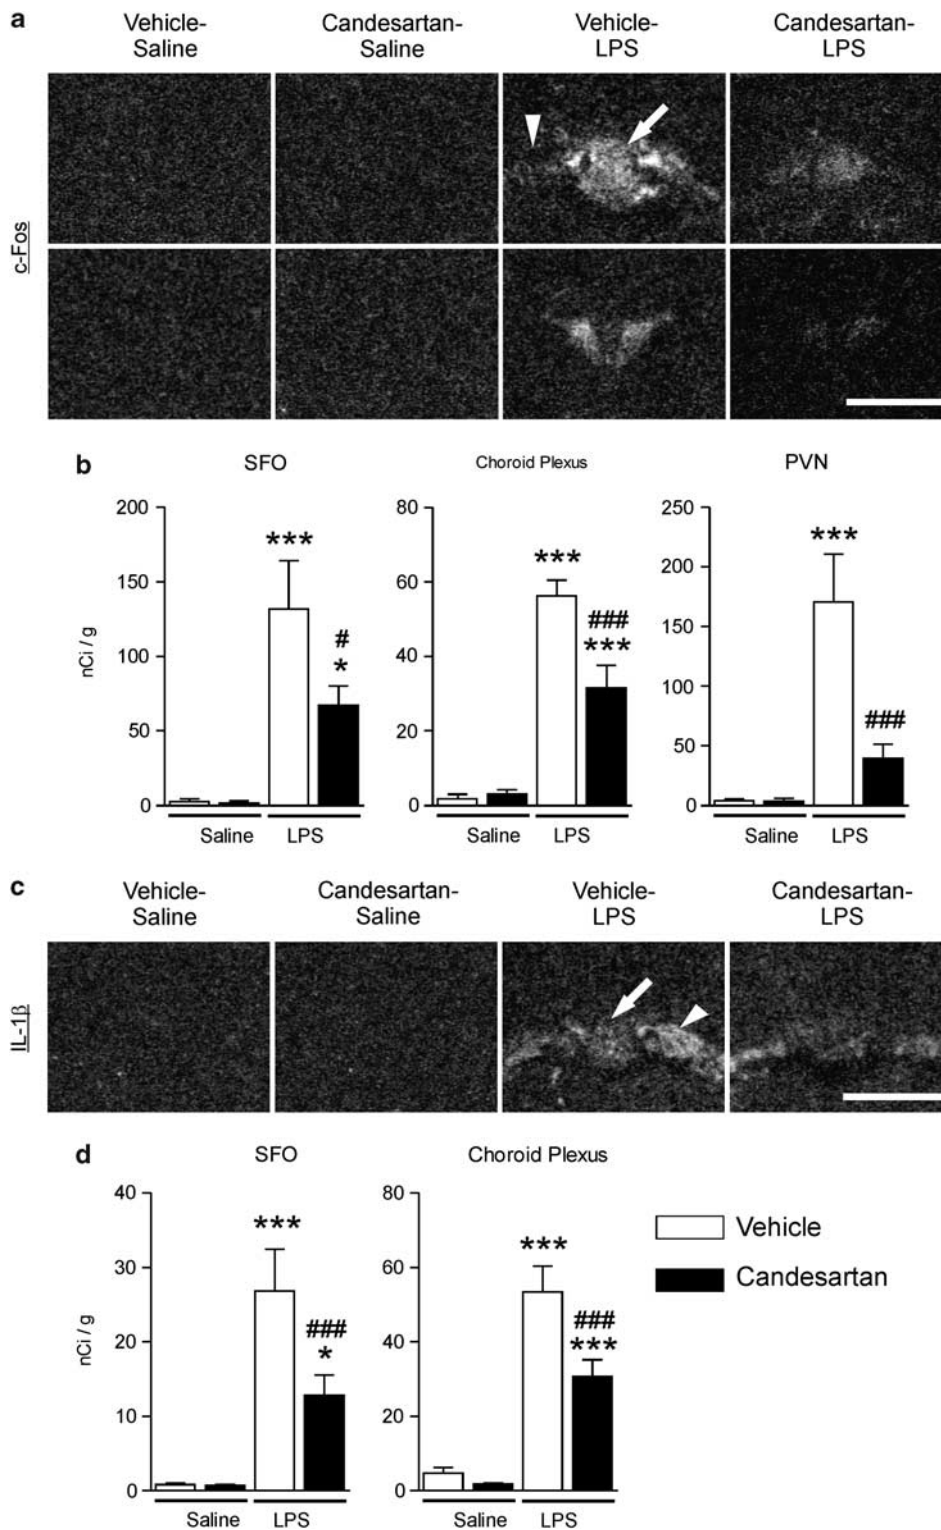 a
Vehicle-
Saline
Candesartan-
Saline
Vehicle-
LPS
Candesartan-
LPS
c-Fos
b
SFO
Choroid Plexus
PVN
nCi / g
200
150
100
50
0
***
#
*
Saline
LPS
80
60
40
20
0
***
###
***
Saline
LPS
250
200
150
100
50
0
***
###
Saline
LPS
c
Vehicle-
Saline
Candesartan-
Saline
Vehicle-
LPS
Candesartan-
LPS
IL-1β
d
SFO
Choroid Plexus
nCi / g
40
30
20
10
0
***
###
*
Saline
LPS
80
60
40
20
0
***
###
***
Saline
LPS
Vehicle
Candesartan